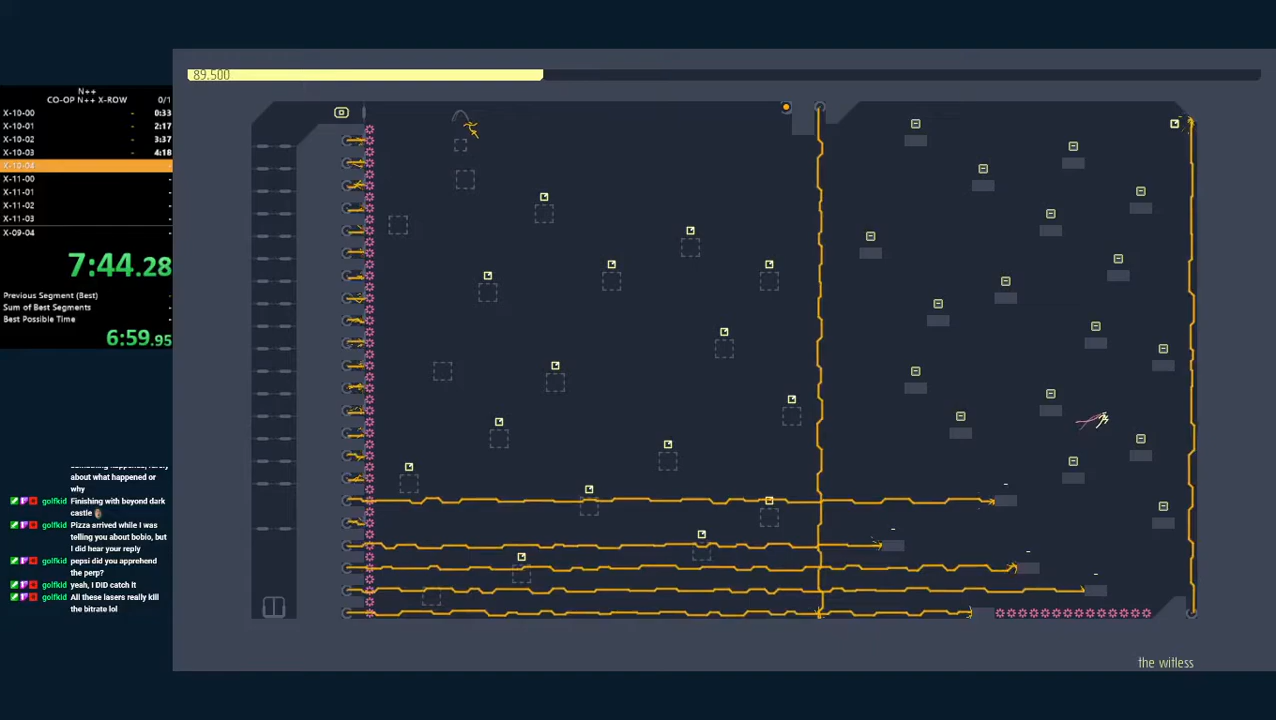 89.500
N++
CO-OP N++ X-ROW 0/1
X-10-00 - 0:33
X-10-01 - 2:17
X-10-02 - 3:37
X-10-03 - 4:18
X-10-04
X-11-00 -
X-11-01 -
X-11-02 -
X-11-03 -
X-09-04 -
7:44.28
Previous Segment (Best) -
Sum of Best Segments -
Best Possible Time -
6:59.95
about what happened or
why
golfkid Finishing with beyond dark
castle
golfkid Pizza arrived while I was
telling you about bobio, but
I did hear your reply
golfkid pepsi did you apprehend
the perp?
golfkid yeah, I DID catch it
golfkid All these lasers really kill
the bitrate lol
the witless